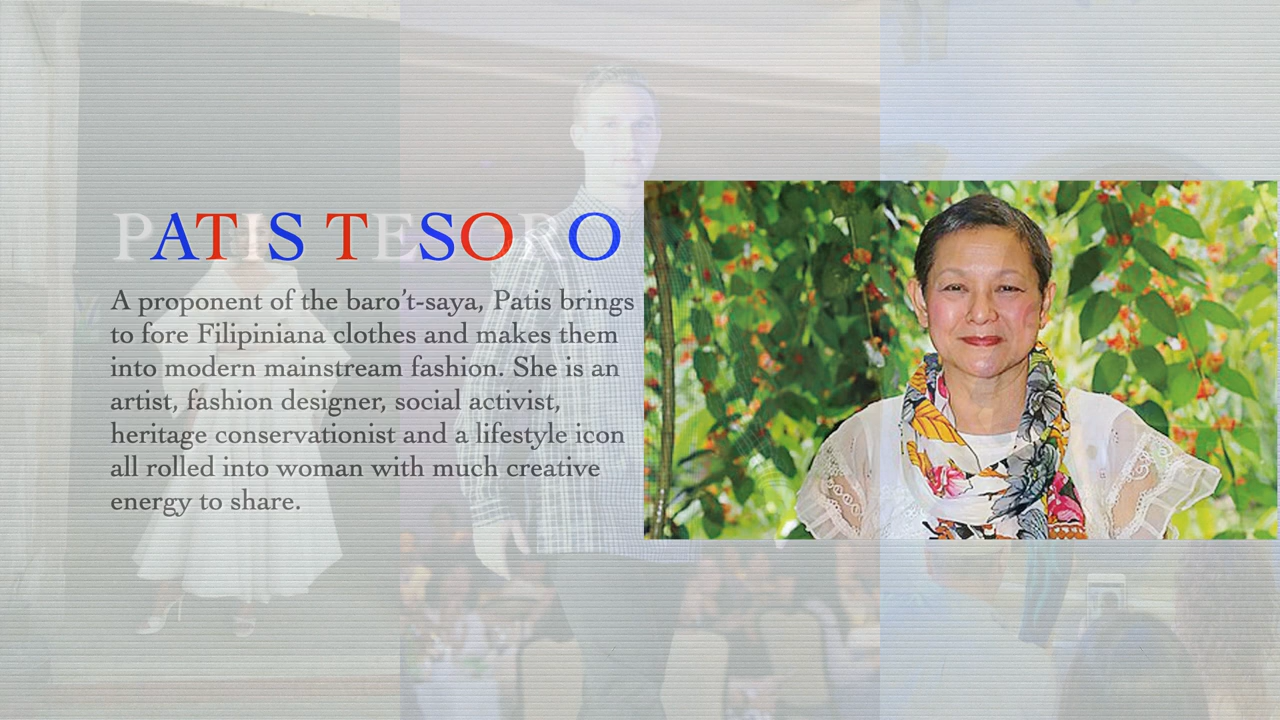 PATIS TESORO
A proponent of the baro't-saya, Patis brings
to fore Filipiniana clothes and makes them
into modern mainstream fashion. She is an
artist, fashion designer, social activist,
heritage conservationist and a lifestyle icon
all rolled into woman with much creative
energy to share.